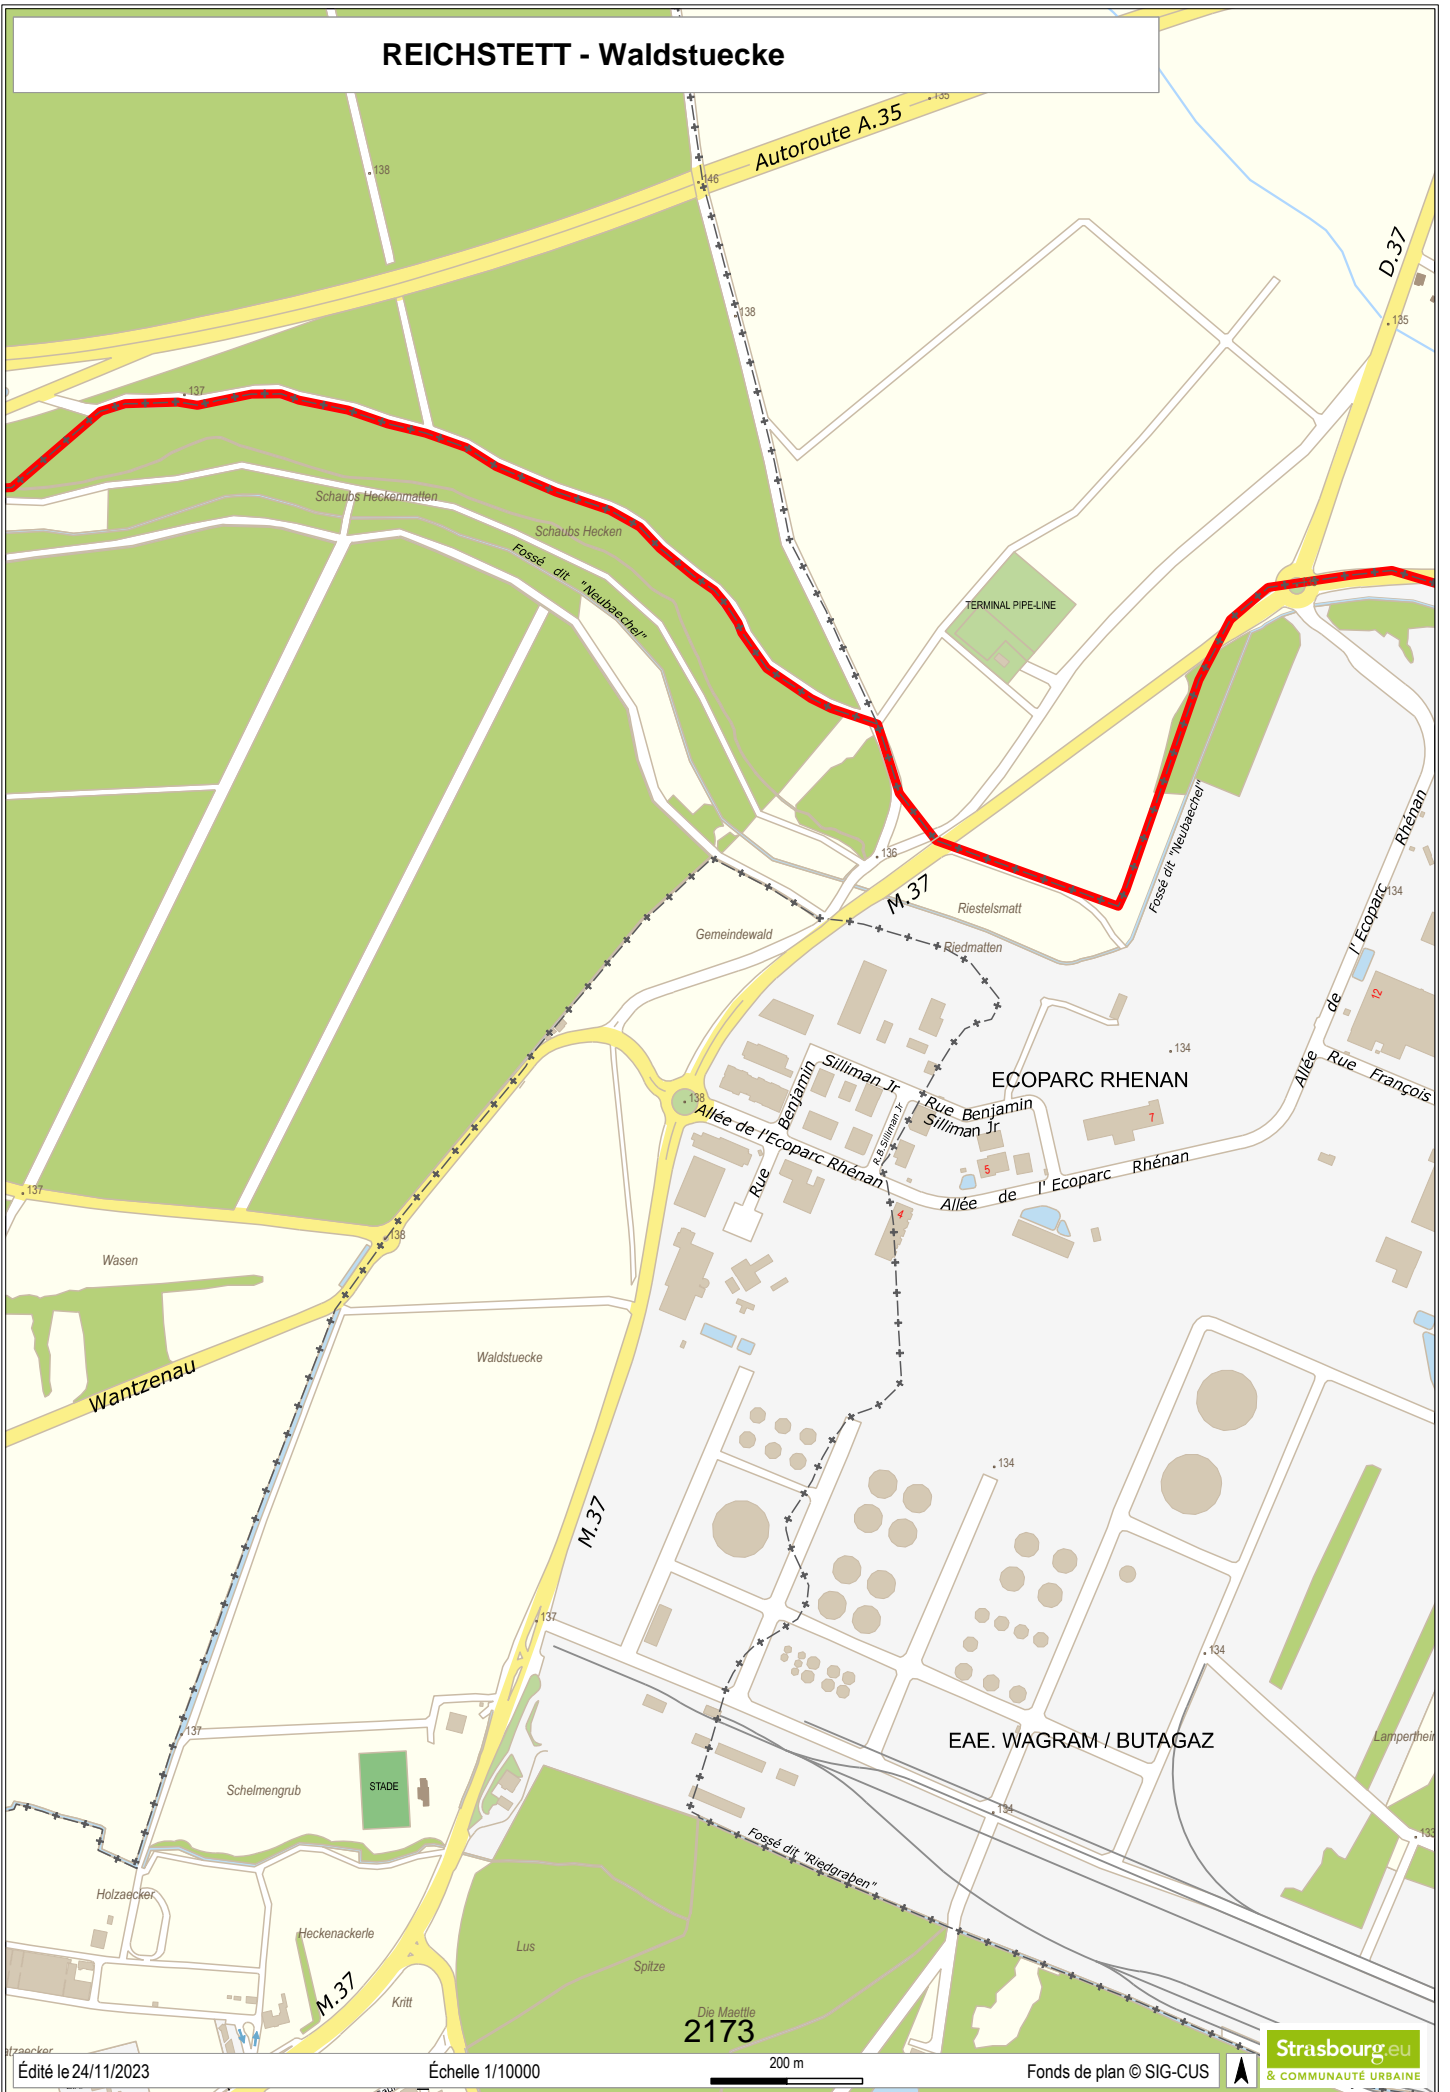 REICHSTETT - Waldstuecke
135
Autoroute A.35
138
146
D.37
138
135
137
Schaubs Heckenmatten
Schaubs Hecken
Fossé dit "Neubaechel"
TERMINAL PIPE-LINE
Fossé dit "Neubaechel"
Allée de l' Ecoparc Rhénan
136
M.37
134
Riestelsmatt
Gemeindewald
Riedmatten
12
134
Silliman Jr
ECOPARC RHENAN
Rue François
138
Rue Benjamin
Rue Benjamin
Silliman Jr
Allée de l'Ecoparc Rhénan
R.B.Silliman Jr
7
5
Allée de l' Ecoparc Rhénan
137
4
138
Wasen
Waldstuecke
Wantzenau
134
M.37
137
134
137
EAE. WAGRAM / BUTAGAZ
Schelmengrub
STADE
134
133
Fossé dit "Riedgraben"
Holzaecker
Heckenackerle
Lus
Spitze
M.37
Kritt
Die Maettle
2173
Édité le 24/11/2023
Échelle 1/10000
200 m
Fonds de plan © SIG-CUS
Strasbourg.eu
& COMMUNAUTÉ URBAINE